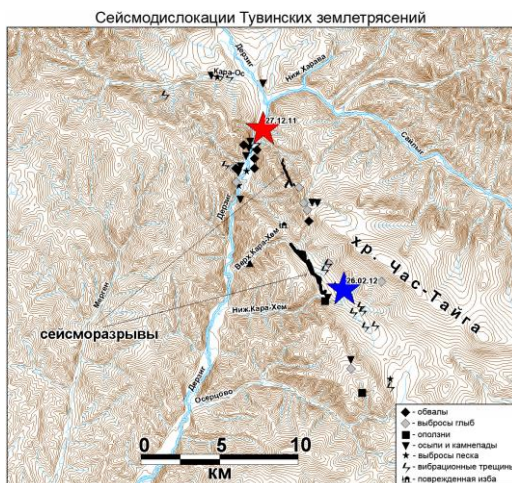 Сейсмодислокации Тувинских землетрясений
Дерзиг
Ниж.Харава
Кара-Ос
Сайлыг
27.12.11
Дерзиг
Верх.Кара-Хем
хр. Час-Тайга
26.02.12
Мерген
Ниж.Кара-Хем
сейсморазрывы
Дерзиг
Осерцово
0 5 10
КМ
- обвалы
- выбросы глыб
- оползни
- осыпи и камнепады
- выбросы песка
- вибрационные трещины
- поврежденная изба